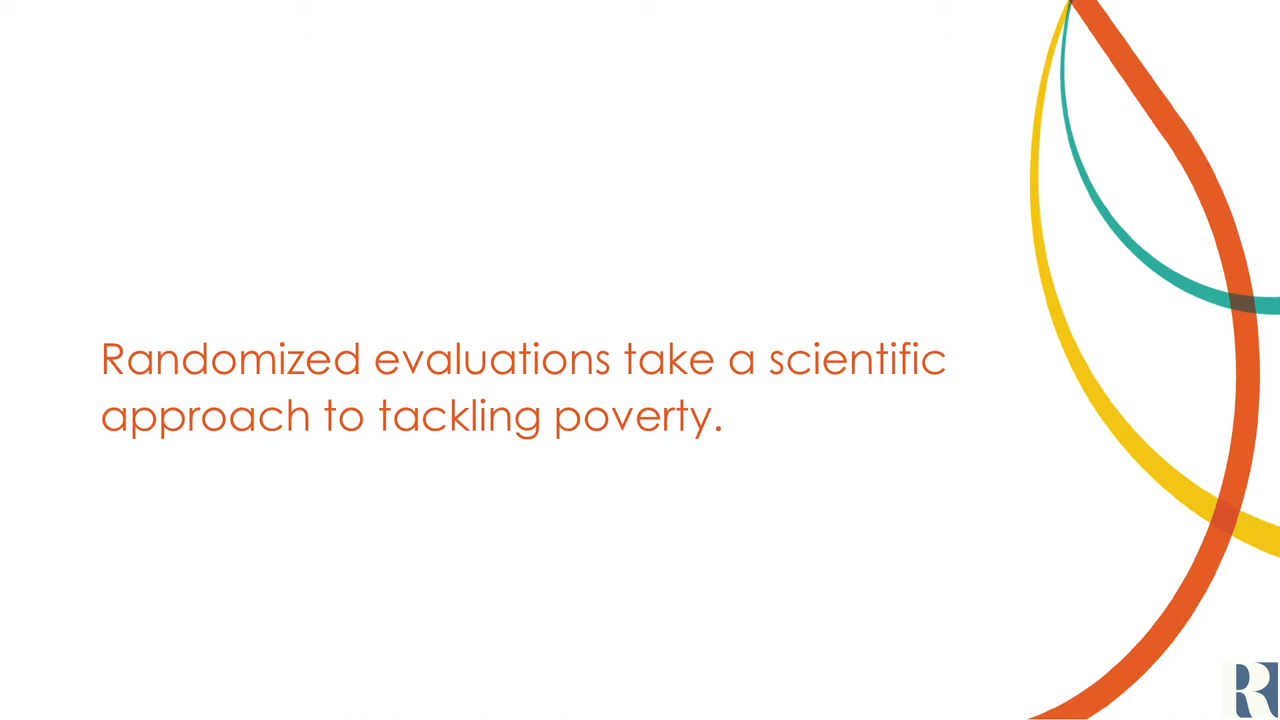 Randomized evaluations take a scientific
approach to tackling poverty.
R